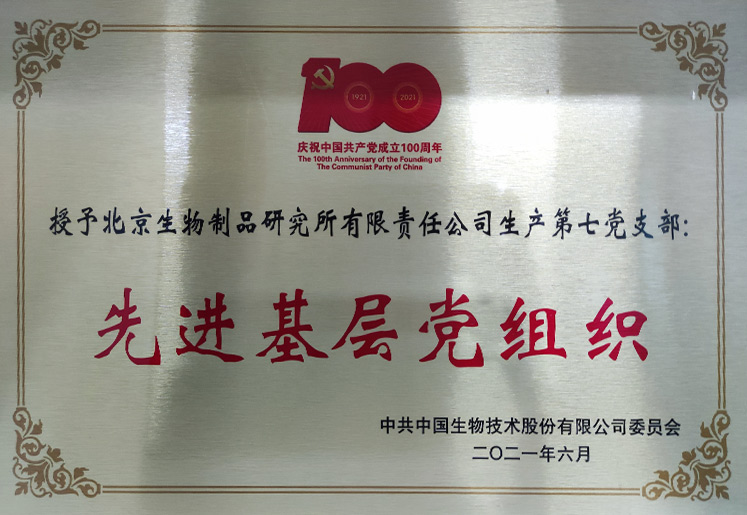 100
1921 2021
庆祝中国共产党成立100周年
The 100th Anniversary of the Founding of
The Communist Party of China
授予北京生物制品研究所有限责任公司生产第七党支部:
先进基层党组织
中共中国生物技术股份有限公司委员会
二〇二一年六月